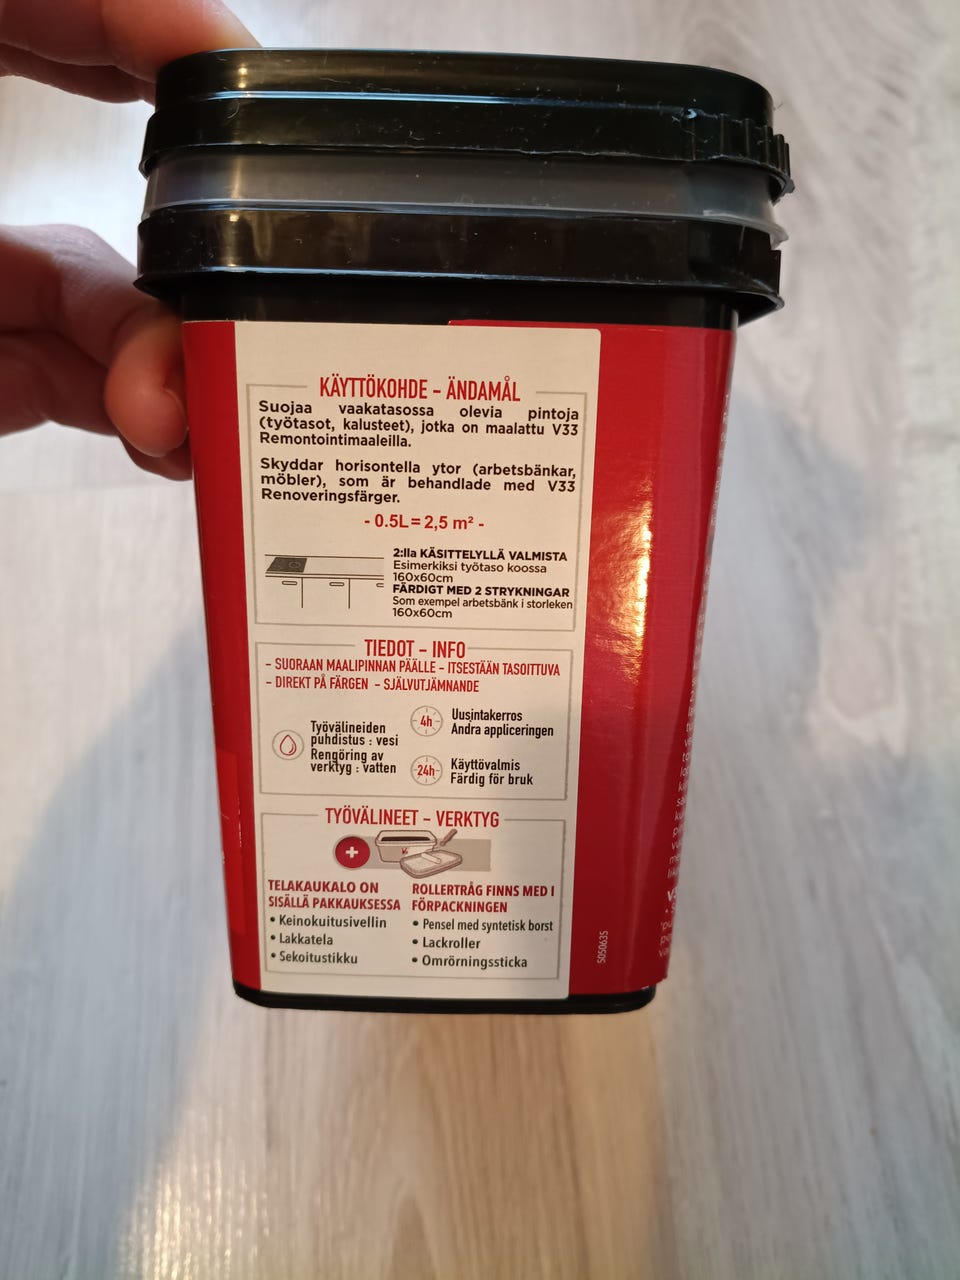 KÄYTTÖKOHDE - ÄNDAMÅL
Suojaa vaakatasossa olevia pintoja
(työtasot, kalusteet), jotka on maalattu V33
Remontointimaaleilla.
Skyddar horisontella ytor (arbetsbänkar,
möbler), som är behandlade med V33
Renoveringsfärger.
- 0.5L= 2,5 m² -
2:lla KÄSITTELYLLÄ VALMISTA
Esimerkiksi työtaso koossa
160x60cm
FÄRDIGT MED 2 STRYKNINGAR
Som exempel arbetsbänk i storleken
160x60cm
TIEDOT - INFO
- SUORAAN MAALIPINNAN PÄÄLLE - ITSESTÄÄN TASOITTUVA
- DIREKT PÅ FÄRGEN - SJÄLVUTJÄMNANDE
Työvälineiden
puhdistus : vesi
Rengöring av
verktyg : vatten
4h
Uusintakerros
Andra appliceringen
24h
Käyttövalmis
Färdig för bruk
TYÖVÄLINEET - VERKTYG
+
TELAKAUKALO ON
SISÄLLÄ PAKKAUKSESSA
• Keinokuitusivellin
• Lakkatela
• Sekoitustikku
ROLLERTRÅG FINNS MED I
FÖRPACKNINGEN
• Pensel med syntetisk borst
• Lackroller
• Omrörningssticka
5050635